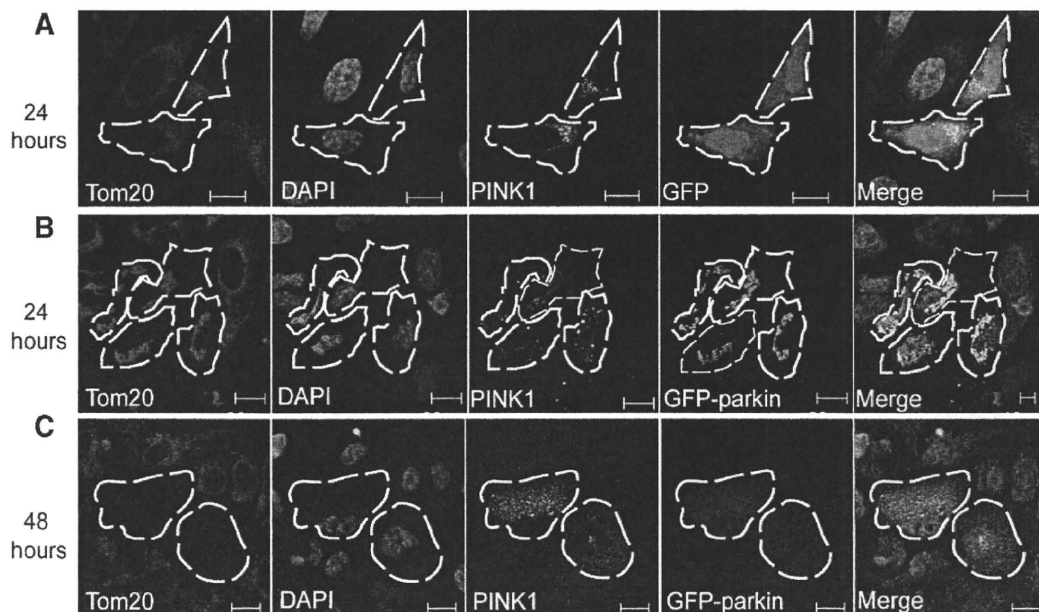 A
24
hours
Tom20
DAPI
PINK1
GFP
Merge
B
24
hours
Tom20
DAPI
PINK1
GFP-parkin
Merge
C
48
hours
Tom20
DAPI
PINK1
GFP-parkin
Merge